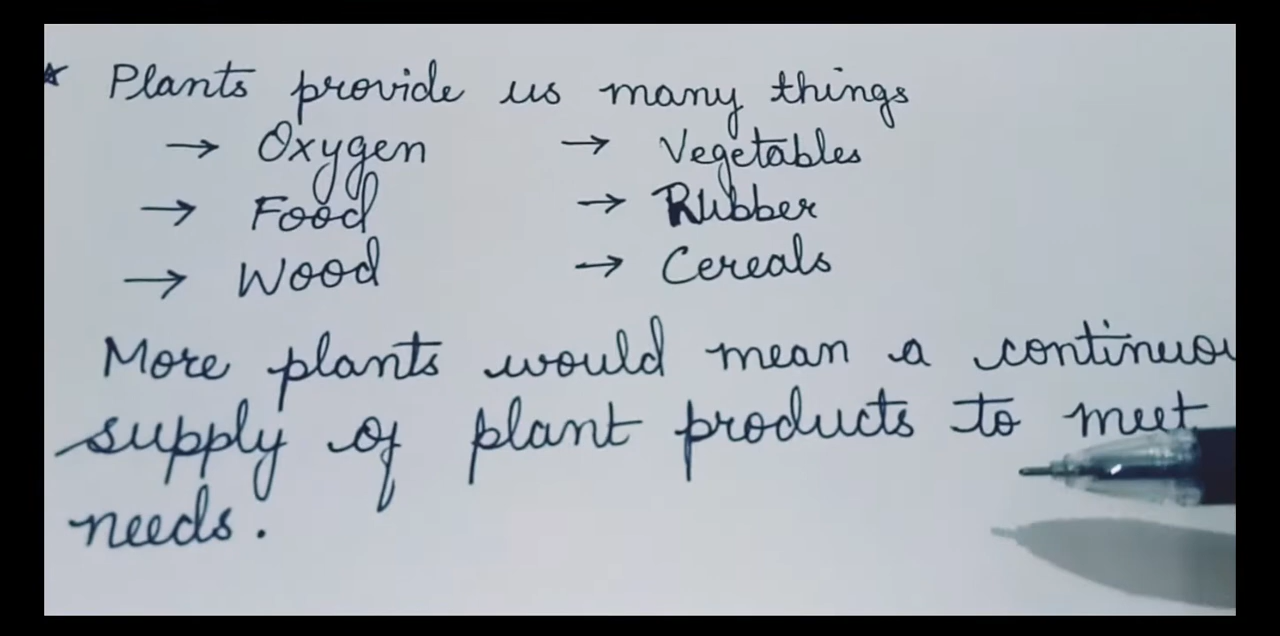 * Plants provide us many things
→ Oxygen → Vegetables
→ Food → Rubber
→ Wood → Cereals
More plants would mean a continuou
supply of plant products to meet
needs.